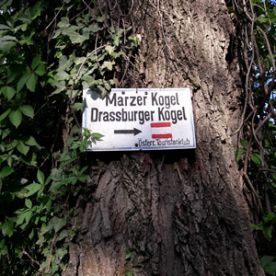 Marzer Kogel
Drassburger Kogel
Österr. Touristenklub